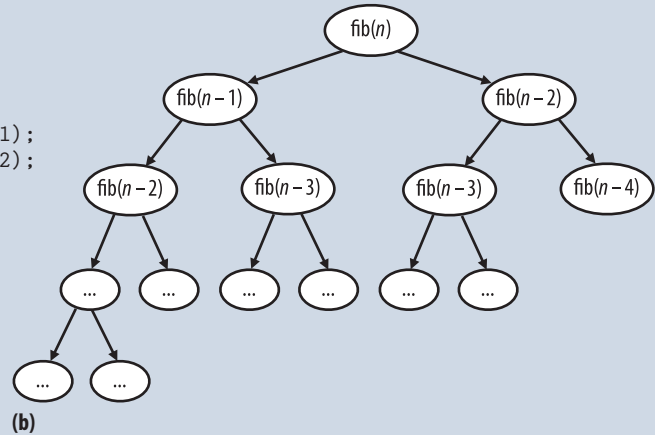 fib(n)
fib(n – 1)
fib(n – 2)
1);
2);
fib(n – 2)
fib(n – 3)
fib(n – 3)
fib(n – 4)
...
...
...
...
...
...
...
...
(b)